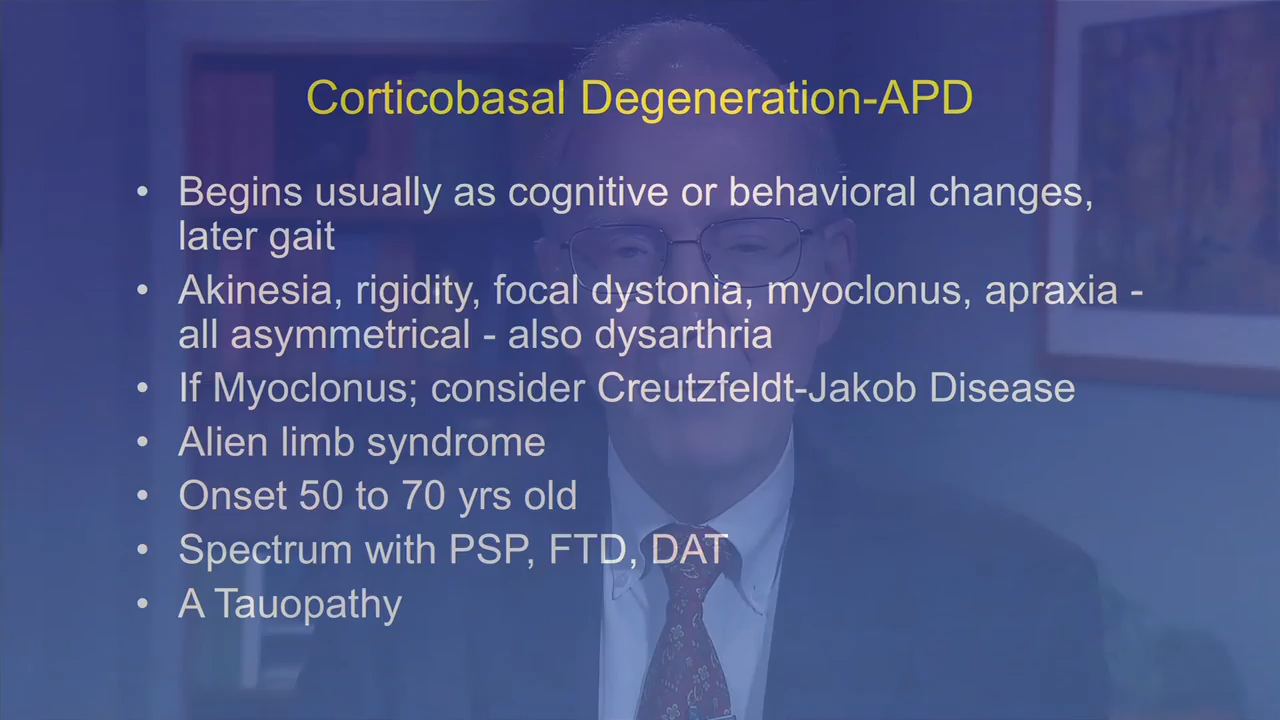 Corticobasal Degeneration-APD
• Begins usually as cognitive or behavioral changes,
later gait
• Akinesia, rigidity, focal dystonia, myoclonus, apraxia -
all asymmetrical - also dysarthria
• If Myoclonus; consider Creutzfeldt-Jakob Disease
• Alien limb syndrome
• Onset 50 to 70 yrs old
• Spectrum with PSP, FTD, DAT
• A Tauopathy